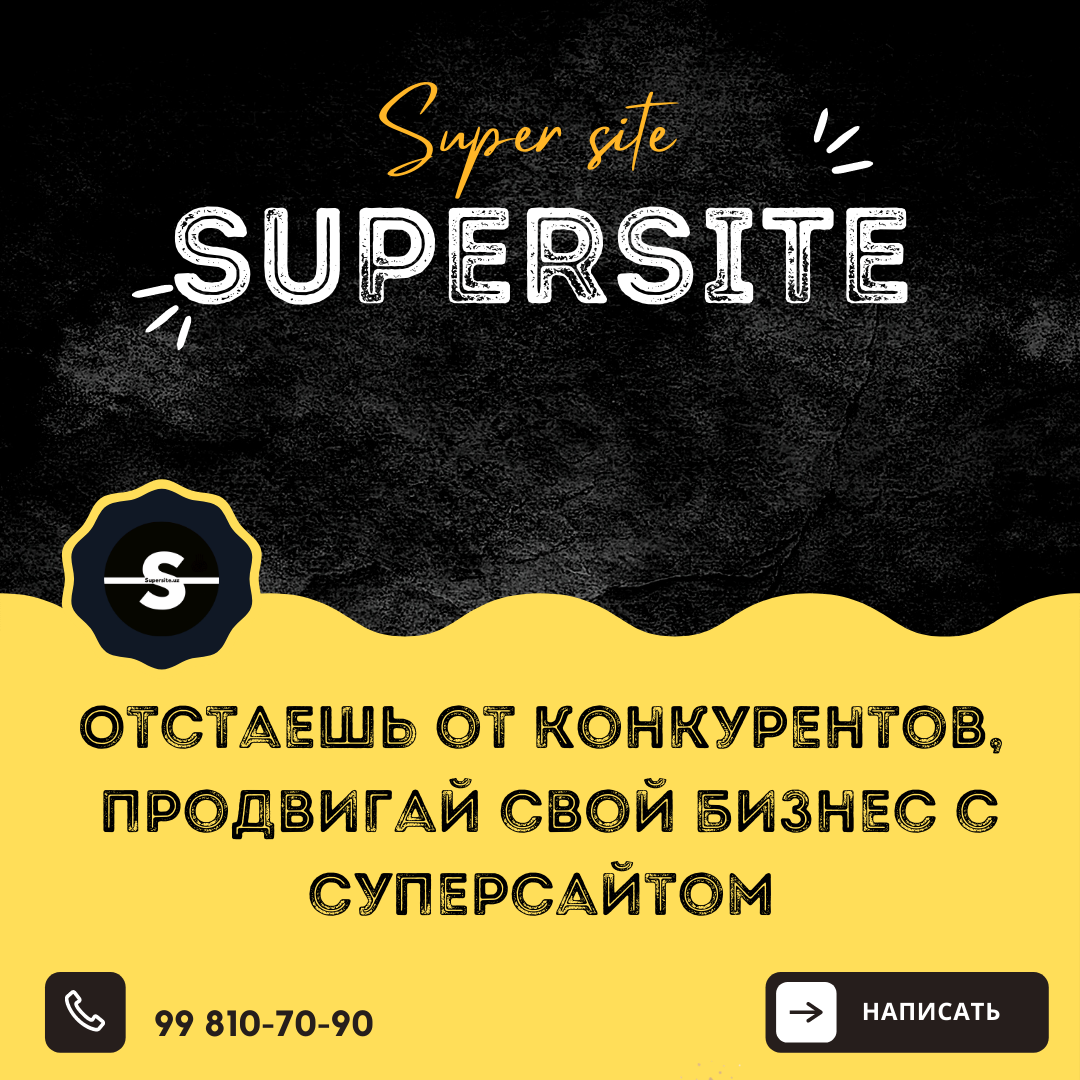 Super site
SUPERSITE
S
Supersite.uz
ОТСТАЕШЬ ОТ КОНКУРЕНТОВ,
ПРОДВИГАЙ СВОЙ БИЗНЕС С
СУПЕРСАЙТОМ
99 810-70-90
НАПИСАТЬ